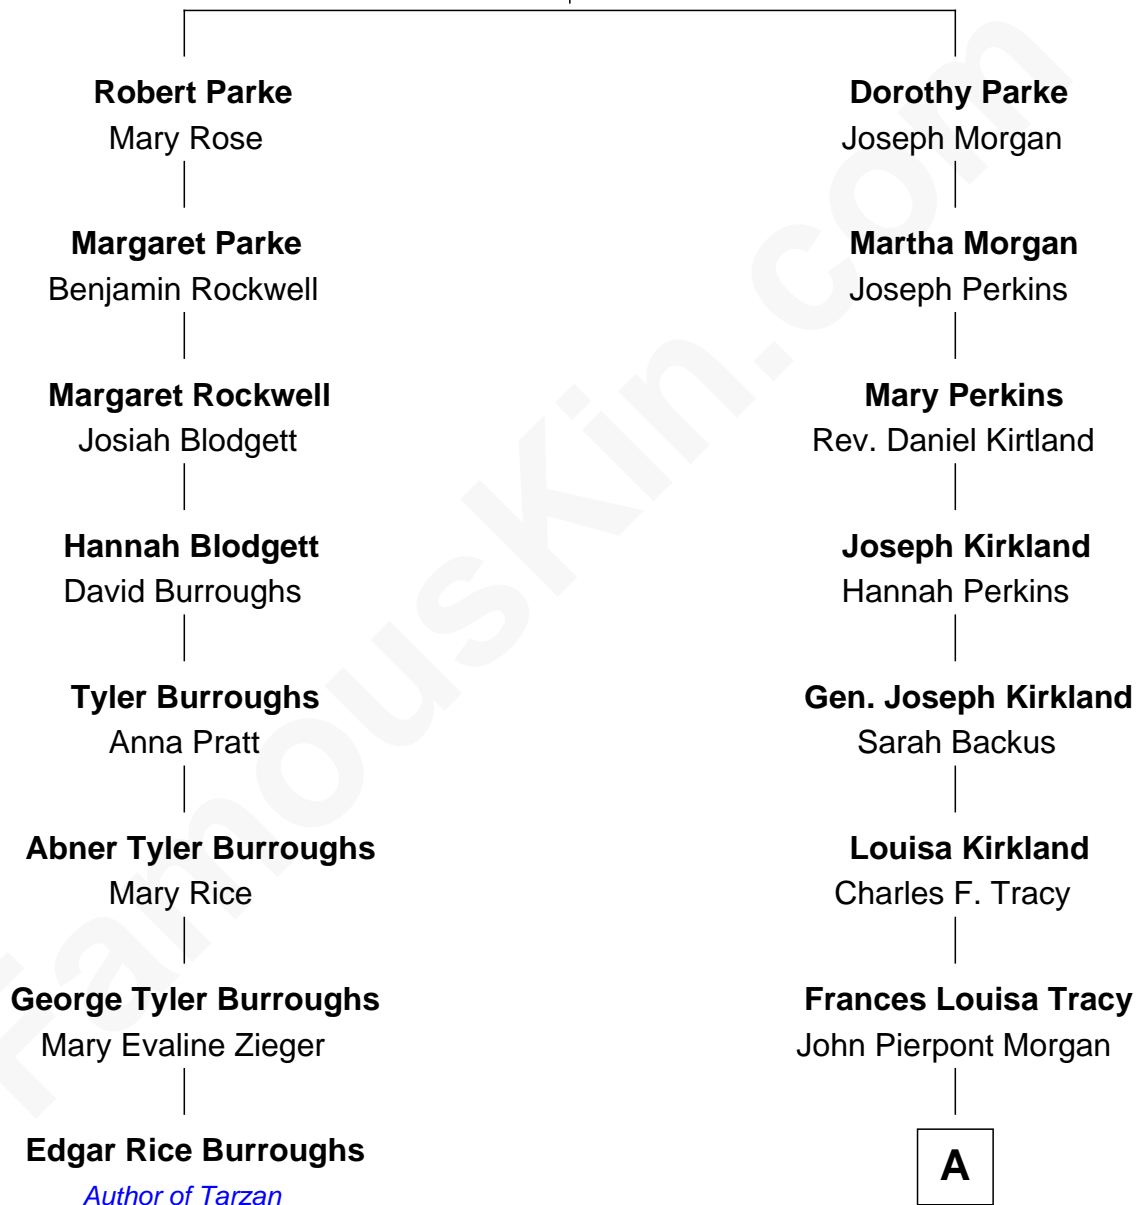 Robert Parke
Mary Rose
Dorothy Parke
Joseph Morgan
Margaret Parke
Benjamin Rockwell
Martha Morgan
Joseph Perkins
Margaret Rockwell
Josiah Blodgett
Mary Perkins
Rev. Daniel Kirtland
Hannah Blodgett
David Burroughs
Joseph Kirkland
Hannah Perkins
Tyler Burroughs
Anna Pratt
Gen. Joseph Kirkland
Sarah Backus
Abner Tyler Burroughs
Mary Rice
Louisa Kirkland
Charles F. Tracy
George Tyler Burroughs
Mary Evaline Zieger
Frances Louisa Tracy
John Pierpont Morgan
Edgar Rice Burroughs
Author of Tarzan
A
FamousKin.com